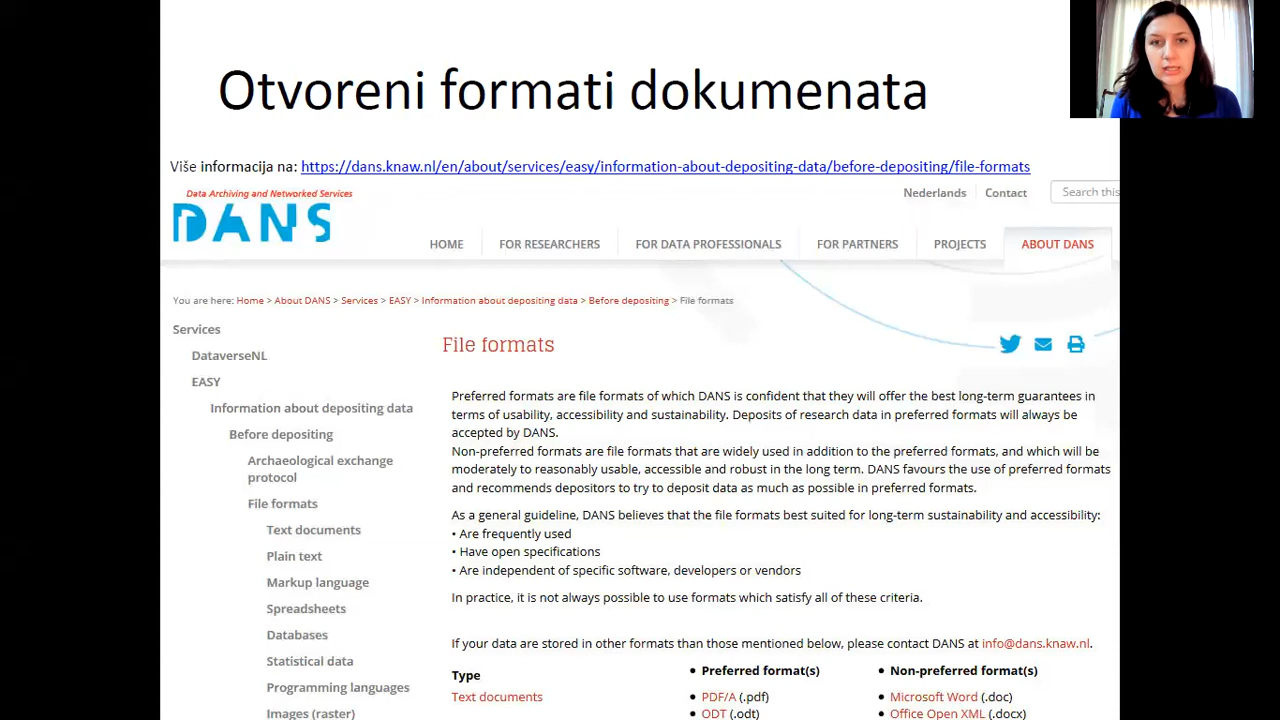 Otvoreni formati dokumenata
Više informacija na: https://dans.knaw.nl/en/about/services/easy/information-about-depositing-data/before-depositing/file-formats
Data Archiving and Networked Services
DANS
Nederlands
Contact
Search this
HOME
FOR RESEARCHERS
FOR DATA PROFESSIONALS
FOR PARTNERS
PROJECTS
ABOUT DANS
You are here: Home > About DANS > Services > EASY > Information about depositing data > Before depositing > File formats
Services
DataverseNL
EASY
Information about depositing data
Before depositing
Archaeological exchange
protocol
File formats
Text documents
Plain text
Markup language
Spreadsheets
Databases
Statistical data
Programming languages
Images (raster)
File formats
Preferred formats are file formats of which DANS is confident that they will offer the best long-term guarantees in
terms of usability, accessibility and sustainability. Deposits of research data in preferred formats will always be
accepted by DANS.
Non-preferred formats are file formats that are widely used in addition to the preferred formats, and which will be
moderately to reasonably usable, accessible and robust in the long term. DANS favours the use of preferred formats
and recommends depositors to try to deposit data as much as possible in preferred formats.
As a general guideline, DANS believes that the file formats best suited for long-term sustainability and accessibility:
• Are frequently used
• Have open specifications
• Are independent of specific software, developers or vendors
In practice, it is not always possible to use formats which satisfy all of these criteria.
If your data are stored in other formats than those mentioned below, please contact DANS at info@dans.knaw.nl.
Type
• Preferred format(s)
• Non-preferred format(s)
Text documents
• PDF/A (.pdf)
• Microsoft Word (.doc)
• ODT (.odt)
• Office Open XML (.docx)